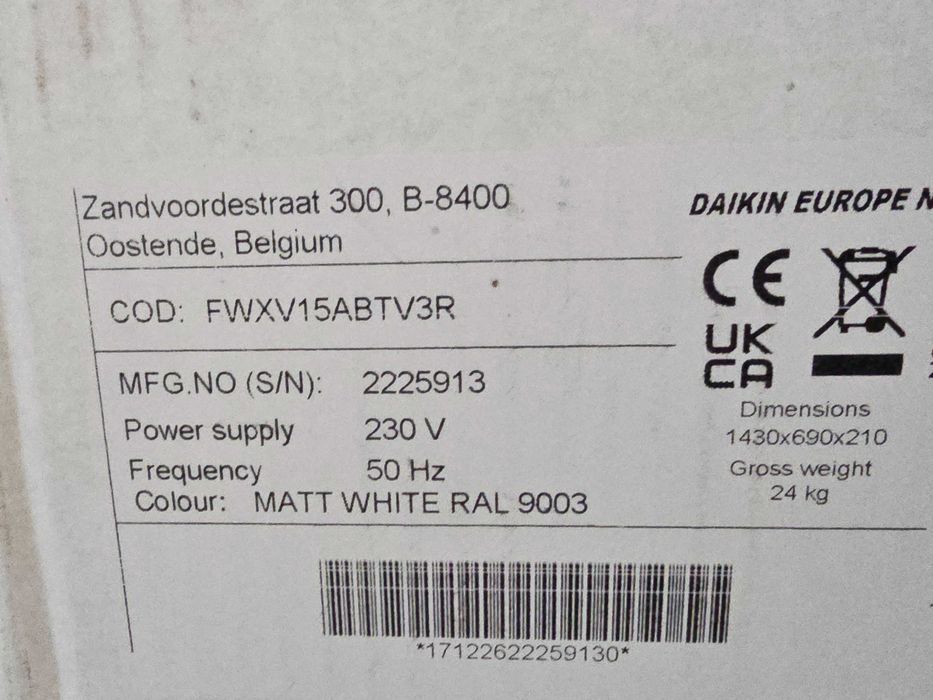 Zandvoordestraat 300, B-8400
Oostende, Belgium
DAIKIN EUROPE N
COD: FWXV15ABTV3R
CE
UK
CA
MFG.NO (S/N): 2225913
Power supply 230 V
Frequency 50 Hz
Colour: MATT WHITE RAL 9003
Dimensions
1430x690x210
Gross weight
24 kg
*17122622259130*